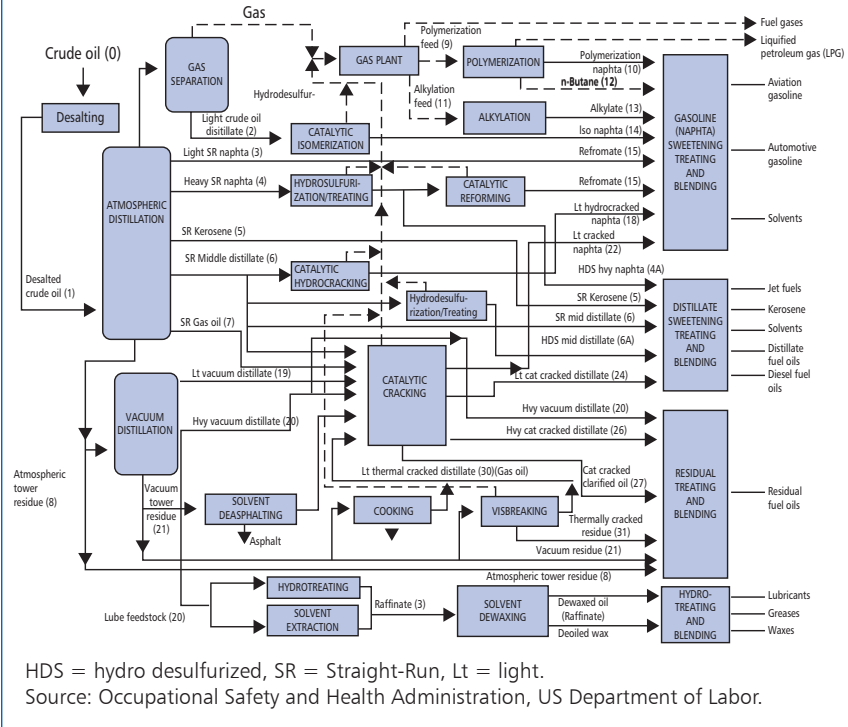 Gas
Crude oil (0)
Desalting
GAS
SEPARATION
Polymerization
feed (9)
GAS PLANT
POLYMERIZATION
Fuel gases
Liquified
petroleum gas (LPG)
Polymerization
naphta (10)
n-Butane (12)
Hydrodesulfur-
Alkylation
feed (11)
ALKYLATION
Alkylate (13)
Light crude oil
disitillate (2)
CATALYTIC
ISOMERIZATION
Iso naphta (14)
GASOLINE
(NAPHTA)
SWEETENING
TREATING
AND
BLENDING
Aviation
gasoline
Automotive
gasoline
Solvents
Light SR naphta (3)
Refromate (15)
Heavy SR naphta (4)
HYDROSULFURI-
ZATION/TREATING
CATALYTIC
REFORMING
Refromate (15)
ATMOSPHERIC
DISTILLATION
Lt hydrocracked
naphta (18)
SR Kerosene (5)
Lt cracked
naphta (22)
SR Middle distillate (6)
CATALYTIC
HYDROCRACKING
HDS hvy naphta (4A)
Desalted
crude oil (1)
Hydrodesulfu-
rization/Treating
SR Kerosene (5)
SR Gas oil (7)
SR mid distillate (6)
HDS mid distillate (6A)
DISTILLATE
SWEETENING
TREATING
AND
BLENDING
Jet fuels
Kerosene
Solvents
Distillate
fuel oils
Diesel fuel
oils
Lt vacuum distillate (19)
CATALYTIC
CRACKING
Lt cat cracked distillate (24)
VACUUM
DISTILLATION
Hvy vacuum distillate (20)
Hvy vacuum distillate (20)
Hvy cat cracked distillate (26)
Atmospheric
tower
residue (8)
Vacuum
tower
residue
(21)
Lt thermal cracked distillate (30)(Gas oil)
Cat cracked
clarified oil (27)
RESIDUAL
TREATING
AND
BLENDING
Residual
fuel oils
SOLVENT
DEASPHALTING
COOKING
VISBREAKING
Asphalt
Thermally cracked
residue (31)
Vacuum residue (21)
Atmospheric tower residue (8)
HYDROTREATING
Lube feedstock (20)
SOLVENT
EXTRACTION
Raffinate (3)
SOLVENT
DEWAXING
Dewaxed oil
(Raffinate)
Deoiled wax
HYDRO-
TREATING
AND
BLENDING
Lubricants
Greases
Waxes
HDS = hydro desulfurized, SR = Straight-Run, Lt = light.
Source: Occupational Safety and Health Administration, US Department of Labor.